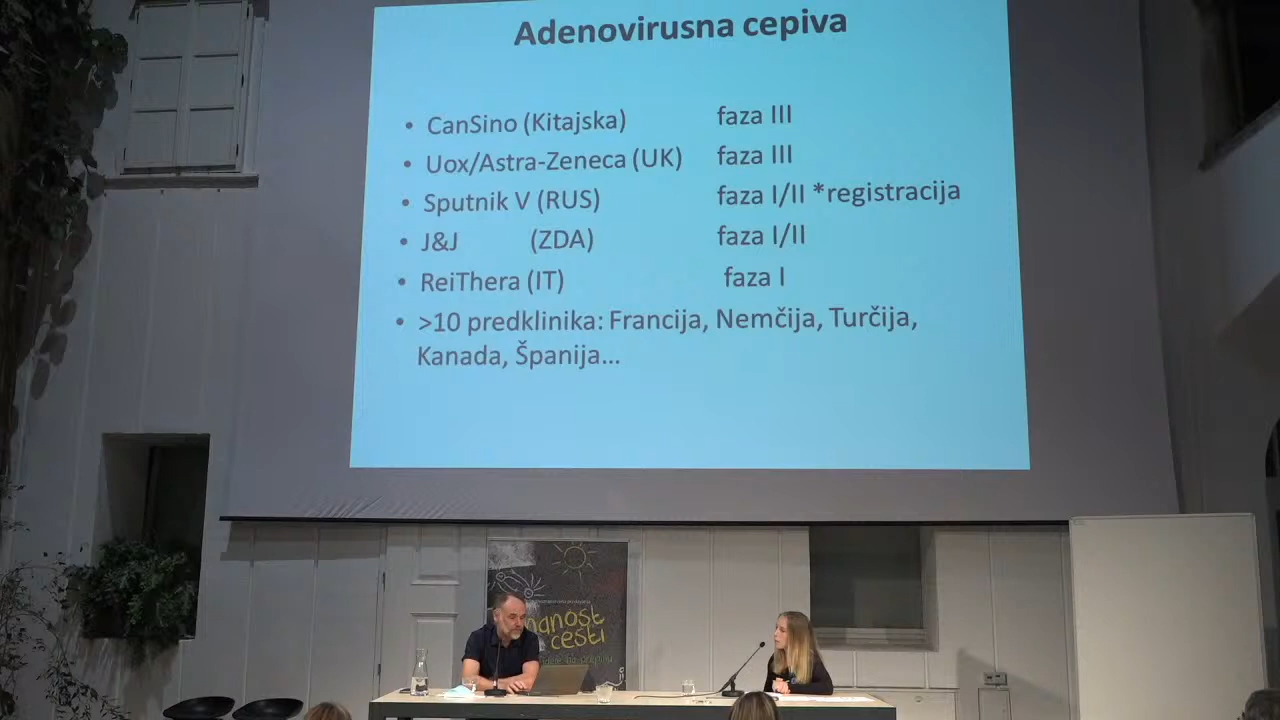 Adenovirusna cepiva
• CanSino (Kitajska) faza III
• Uox/Astra-Zeneca (UK) faza III
• Sputnik V (RUS) faza I/II *registracija
• J&J (ZDA) faza I/II
• ReiThera (IT) faza I
• >10 predklinika: Francija, Nemčija, Turčija,
Kanada, Španija...
cesti